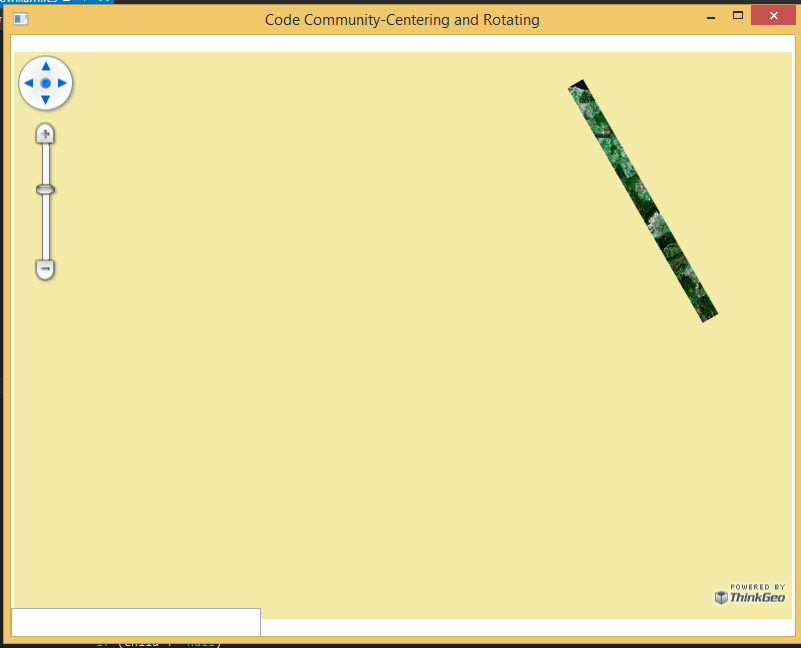 Code Community-Centering and Rotating
POWERED BY
ThinkGeo